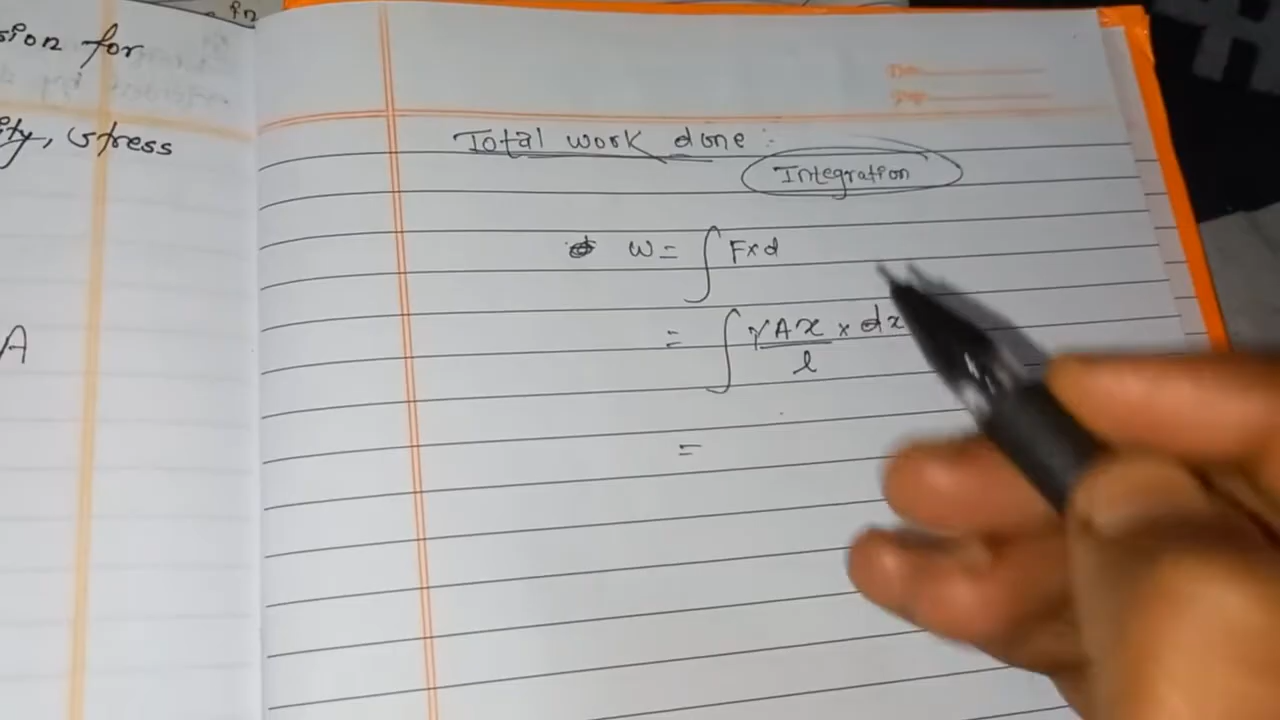 sion for
ity, stress
A
Total work done :
Integration
W = ∫ F x d
= ∫ YAx/l x dx
=